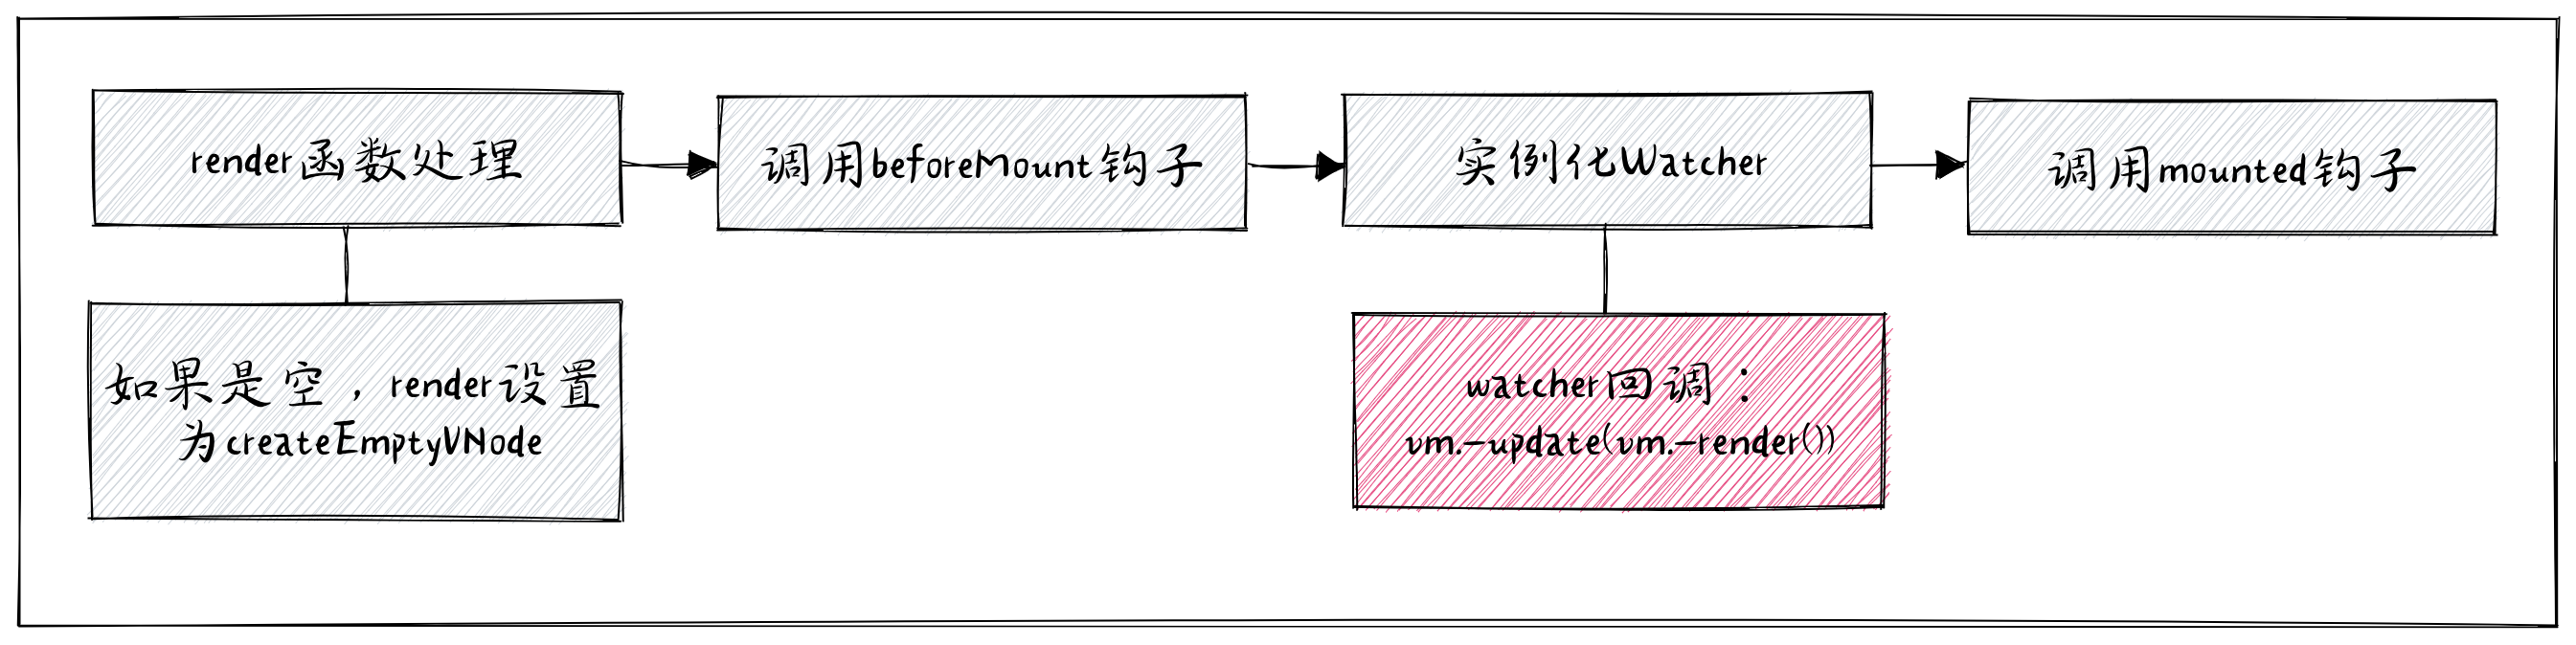 render函数处理
调用beforeMount钩子
实例化Watcher
调用mounted钩子
如果是空，render设置
为createEmptyVNode
watcher回调：
vm._update(vm._render())